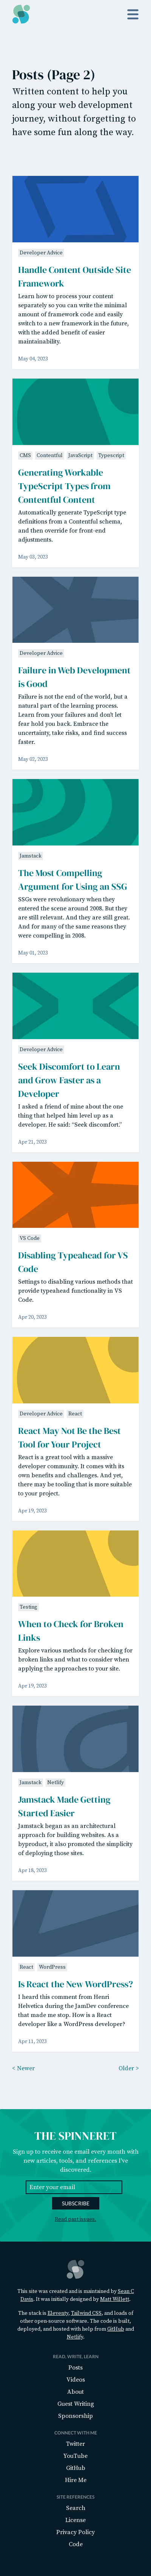 Posts (Page 2)
Written content to help you
along your web development
journey, without forgetting to
have some fun along the way.
Developer Advice
Handle Content Outside Site
Framework
Learn how to process your content
separately so you can write the minimal
amount of framework code and easily
switch to a new framework in the future,
with the added benefit of easier
maintainability.
May 04, 2023
CMS Contentful JavaScript Typescript
Generating Workable
TypeScript Types from
Contentful Content
Automatically generate TypeScript type
definitions from a Contentful schema,
and then override for front-end
adjustments.
May 03, 2023
Developer Advice
Failure in Web Development
is Good
Failure is not the end of the world, but a
natural part of the learning process.
Learn from your failures and don't let
fear hold you back. Embrace the
uncertainty, take risks, and find success
faster.
May 02, 2023
Jamstack
The Most Compelling
Argument for Using an SSG
SSGs were revolutionary when they
entered the scene around 2008. But they
are still relevant. And they are still great.
And for many of the same reasons they
were compelling in 2008.
May 01, 2023
Developer Advice
Seek Discomfort to Learn
and Grow Faster as a
Developer
I asked a friend of mine about the one
thing that helped him level up as a
developer. He said: “Seek discomfort.”
Apr 21, 2023
VS Code
Disabling Typeahead for VS
Code
Settings to disabling various methods that
provide typeahead functionality in VS
Code.
Apr 20, 2023
Developer Advice React
React May Not Be the Best
Tool for Your Project
React is a great tool with a massive
developer community. It comes with its
own benefits and challenges. And yet,
there may be tooling that is more suitable
to your project.
Apr 19, 2023
Testing
When to Check for Broken
Links
Explore various methods for checking for
broken links and what to consider when
applying the approaches to your site.
Apr 19, 2023
Jamstack Netlify
Jamstack Made Getting
Started Easier
Jamstack began as an architectural
approach for building websites. As a
byproduct, it also promoted the simplicity
of deploying those sites.
Apr 18, 2023
React WordPress
Is React the New WordPress?
I heard this comment from Henri
Helvetica during the JamDev conference
that made me stop. How is a React
developer like a WordPress developer?
Apr 11, 2023
< Newer Older >
THE SPINNERET
Sign up to receive one email every month with
new articles, tools, and references I've
discovered.
Enter your email
SUBSCRIBE
Read past issues.
This site was created and is maintained by Sean C
Davis. It was initially designed by Matt Willett.
The stack is Eleventy, Tailwind CSS, and loads of
other open-source software. The code is built,
deployed, and hosted with help from GitHub and
Netlify.
READ, WRITE, LEARN
Posts
Videos
About
Guest Writing
Sponsorship
CONNECT WITH ME
Twitter
YouTube
GitHub
Hire Me
SITE REFERENCES
Search
License
Privacy Policy
Code